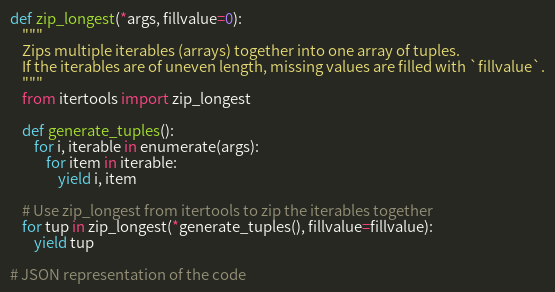 def zip_longest(*args, fillvalue=0):
    """
    Zips multiple iterables (arrays) together into one array of tuples.
    If the iterables are of uneven length, missing values are filled with `fillvalue`.
    """
    from itertools import zip_longest

    def generate_tuples():
        for i, iterable in enumerate(args):
            for item in iterable:
                yield i, item

    # Use zip_longest from itertools to zip the iterables together
    for tup in zip_longest(*generate_tuples(), fillvalue=fillvalue):
        yield tup

# JSON representation of the code